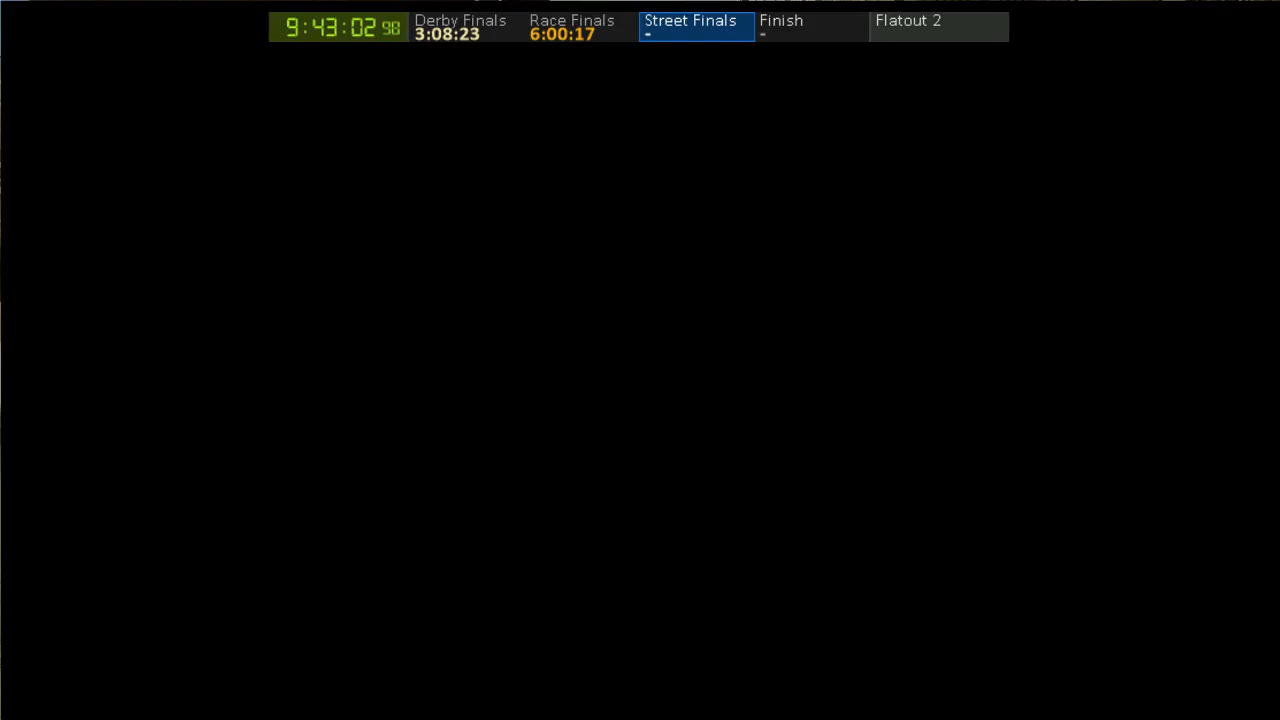 9:43:02 98
Derby Finals
3:08:23
Race Finals
6:00:17
Street Finals
-
Finish
-
Flatout 2